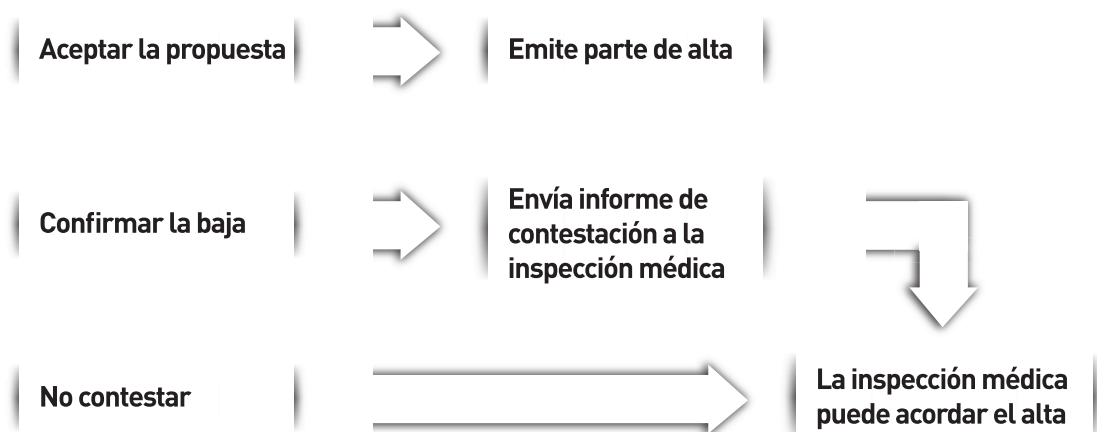 Aceptar la propuesta
Emite parte de alta
Confirmar la baja
Envía informe de
contestación a la
inspección médica
No contestar
La inspección médica
puede acordar el alta